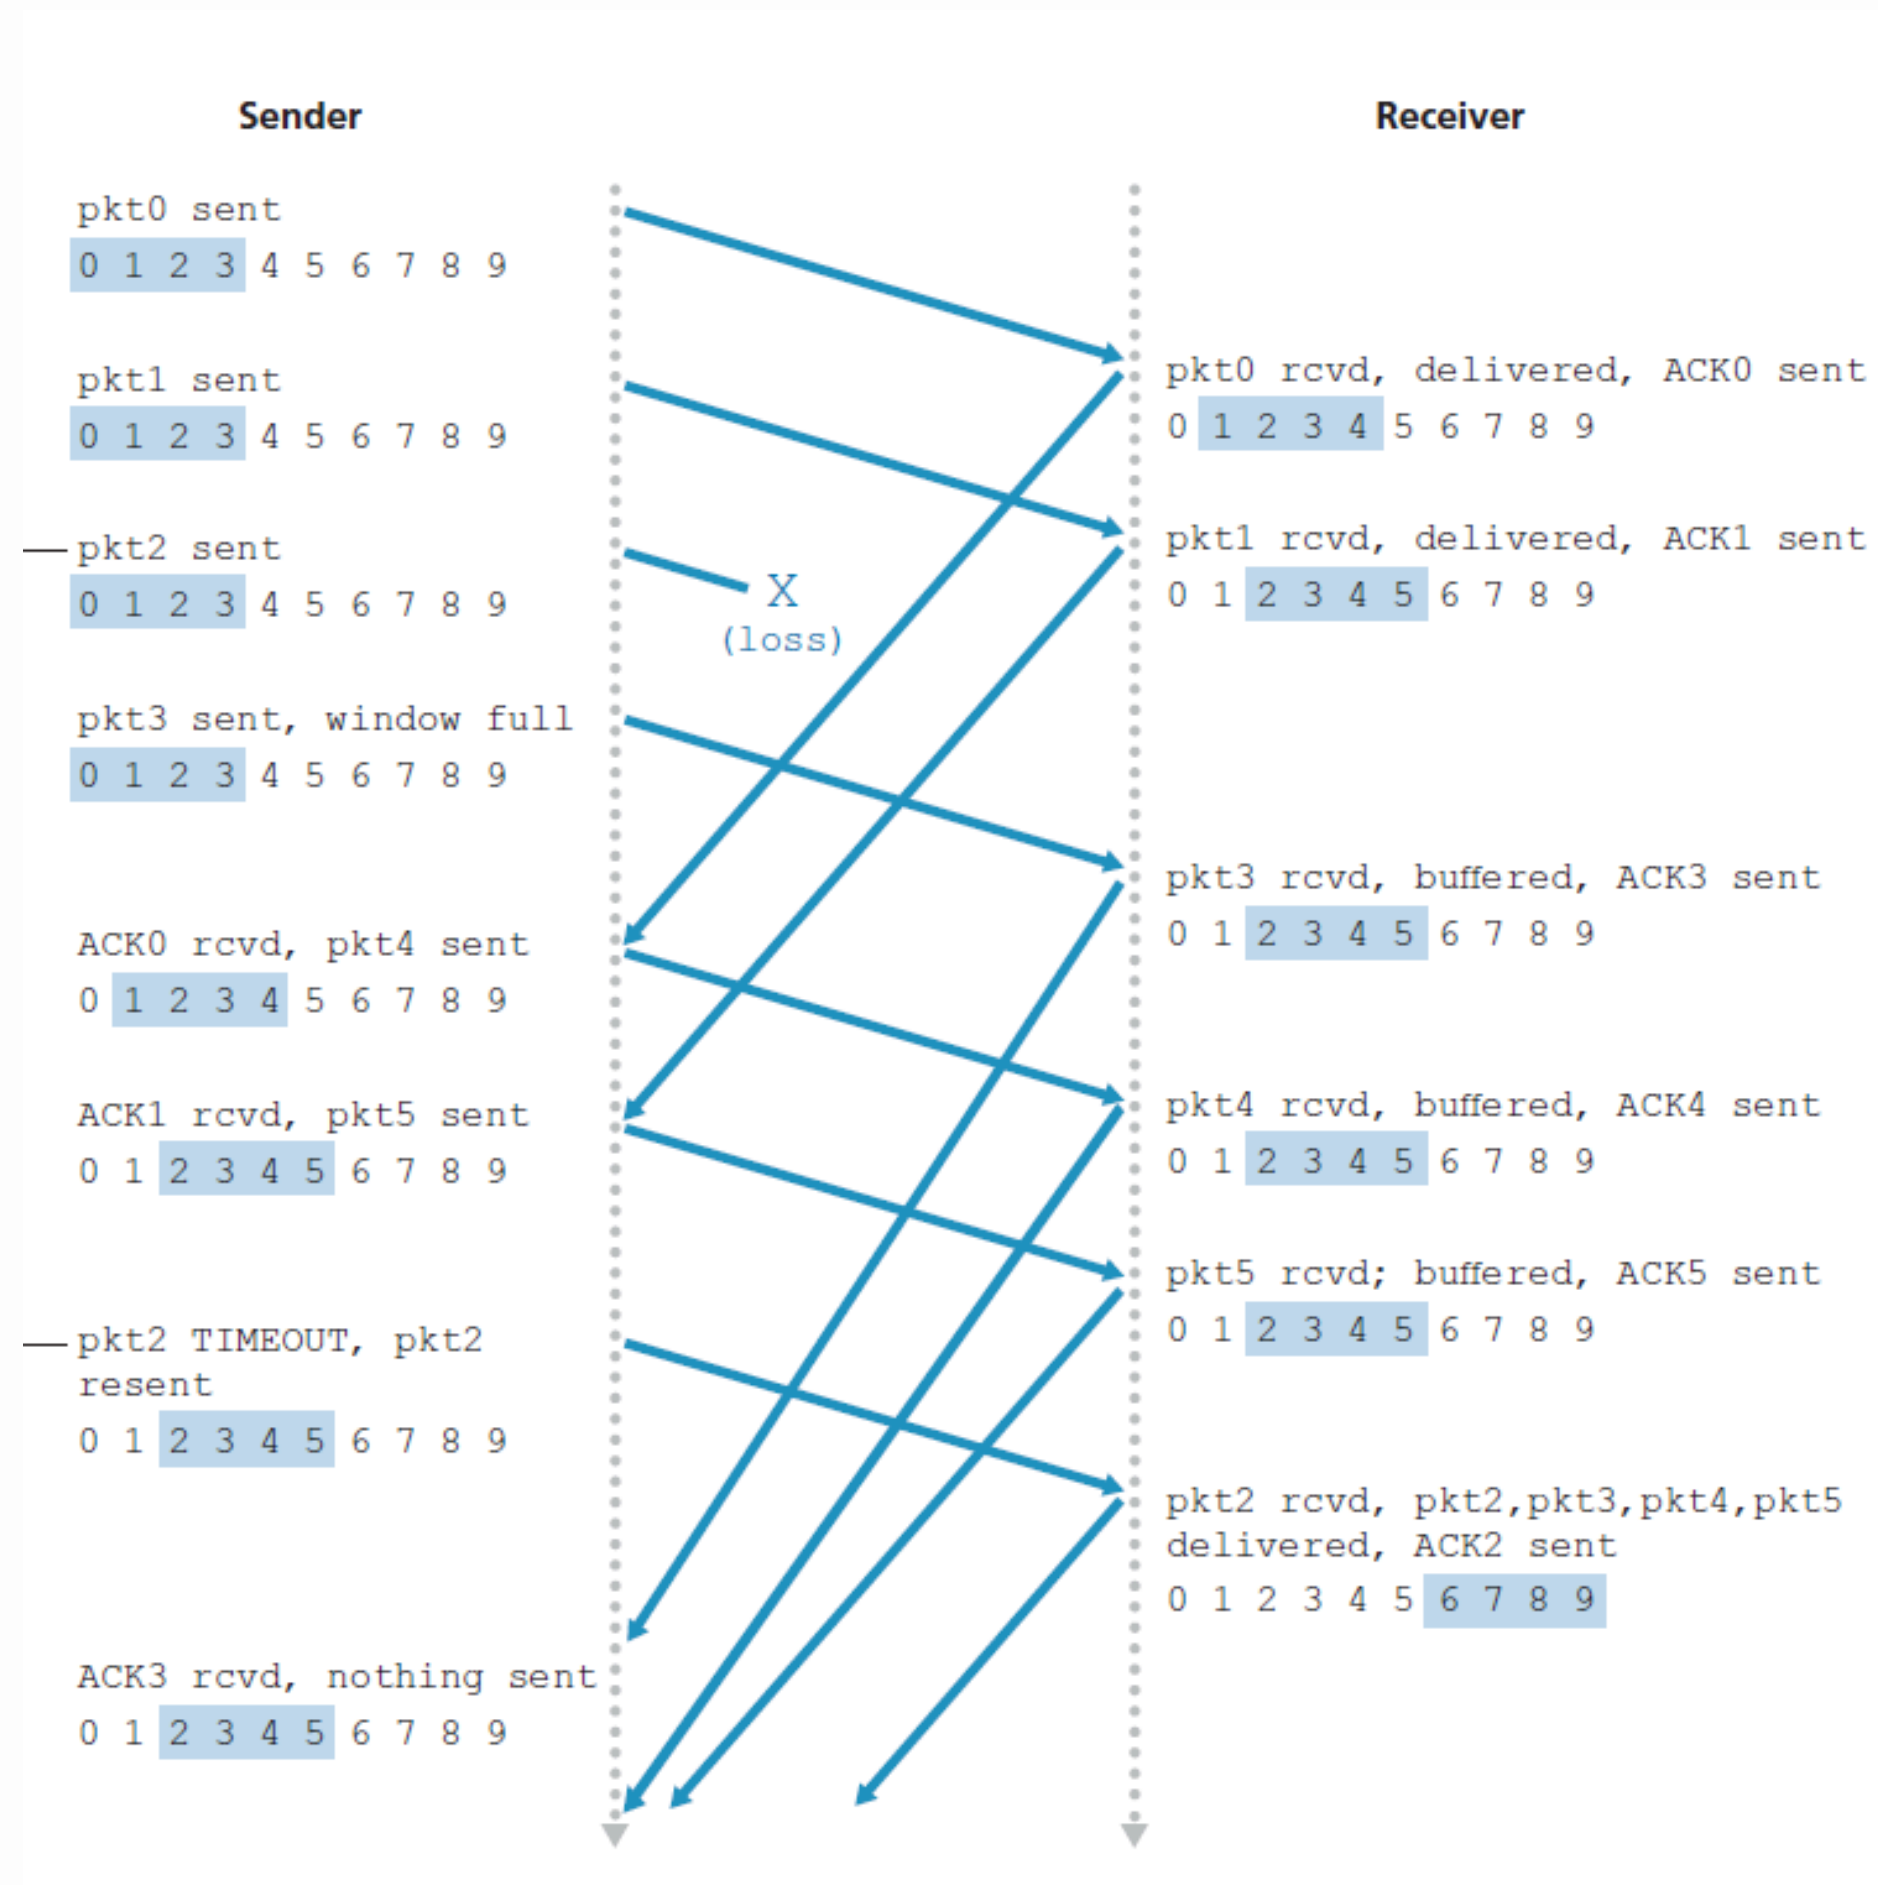 Sender
Receiver
pkt0 sent
0 1 2 3 4 5 6 7 8 9
pkt0 rcvd, delivered, ACK0 sent
0 1 2 3 4 5 6 7 8 9
pkt1 sent
0 1 2 3 4 5 6 7 8 9
pkt1 rcvd, delivered, ACK1 sent
0 1 2 3 4 5 6 7 8 9
pkt2 sent
0 1 2 3 4 5 6 7 8 9
X
(loss)
pkt3 sent, window full
0 1 2 3 4 5 6 7 8 9
pkt3 rcvd, buffered, ACK3 sent
0 1 2 3 4 5 6 7 8 9
ACK0 rcvd, pkt4 sent
0 1 2 3 4 5 6 7 8 9
pkt4 rcvd, buffered, ACK4 sent
0 1 2 3 4 5 6 7 8 9
ACK1 rcvd, pkt5 sent
0 1 2 3 4 5 6 7 8 9
pkt5 rcvd; buffered, ACK5 sent
0 1 2 3 4 5 6 7 8 9
pkt2 TIMEOUT, pkt2
resent
0 1 2 3 4 5 6 7 8 9
pkt2 rcvd, pkt2,pkt3,pkt4,pkt5
delivered, ACK2 sent
0 1 2 3 4 5 6 7 8 9
ACK3 rcvd, nothing sent
0 1 2 3 4 5 6 7 8 9